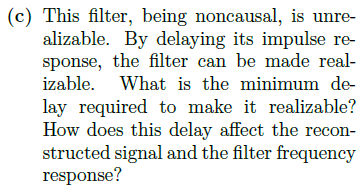 (c) This filter, being noncausal, is unre-
alizable. By delaying its impulse re-
sponse, the filter can be made real-
izable. What is the minimum de-
lay required to make it realizable?
How does this delay affect the recon-
structed signal and the filter frequency
response?